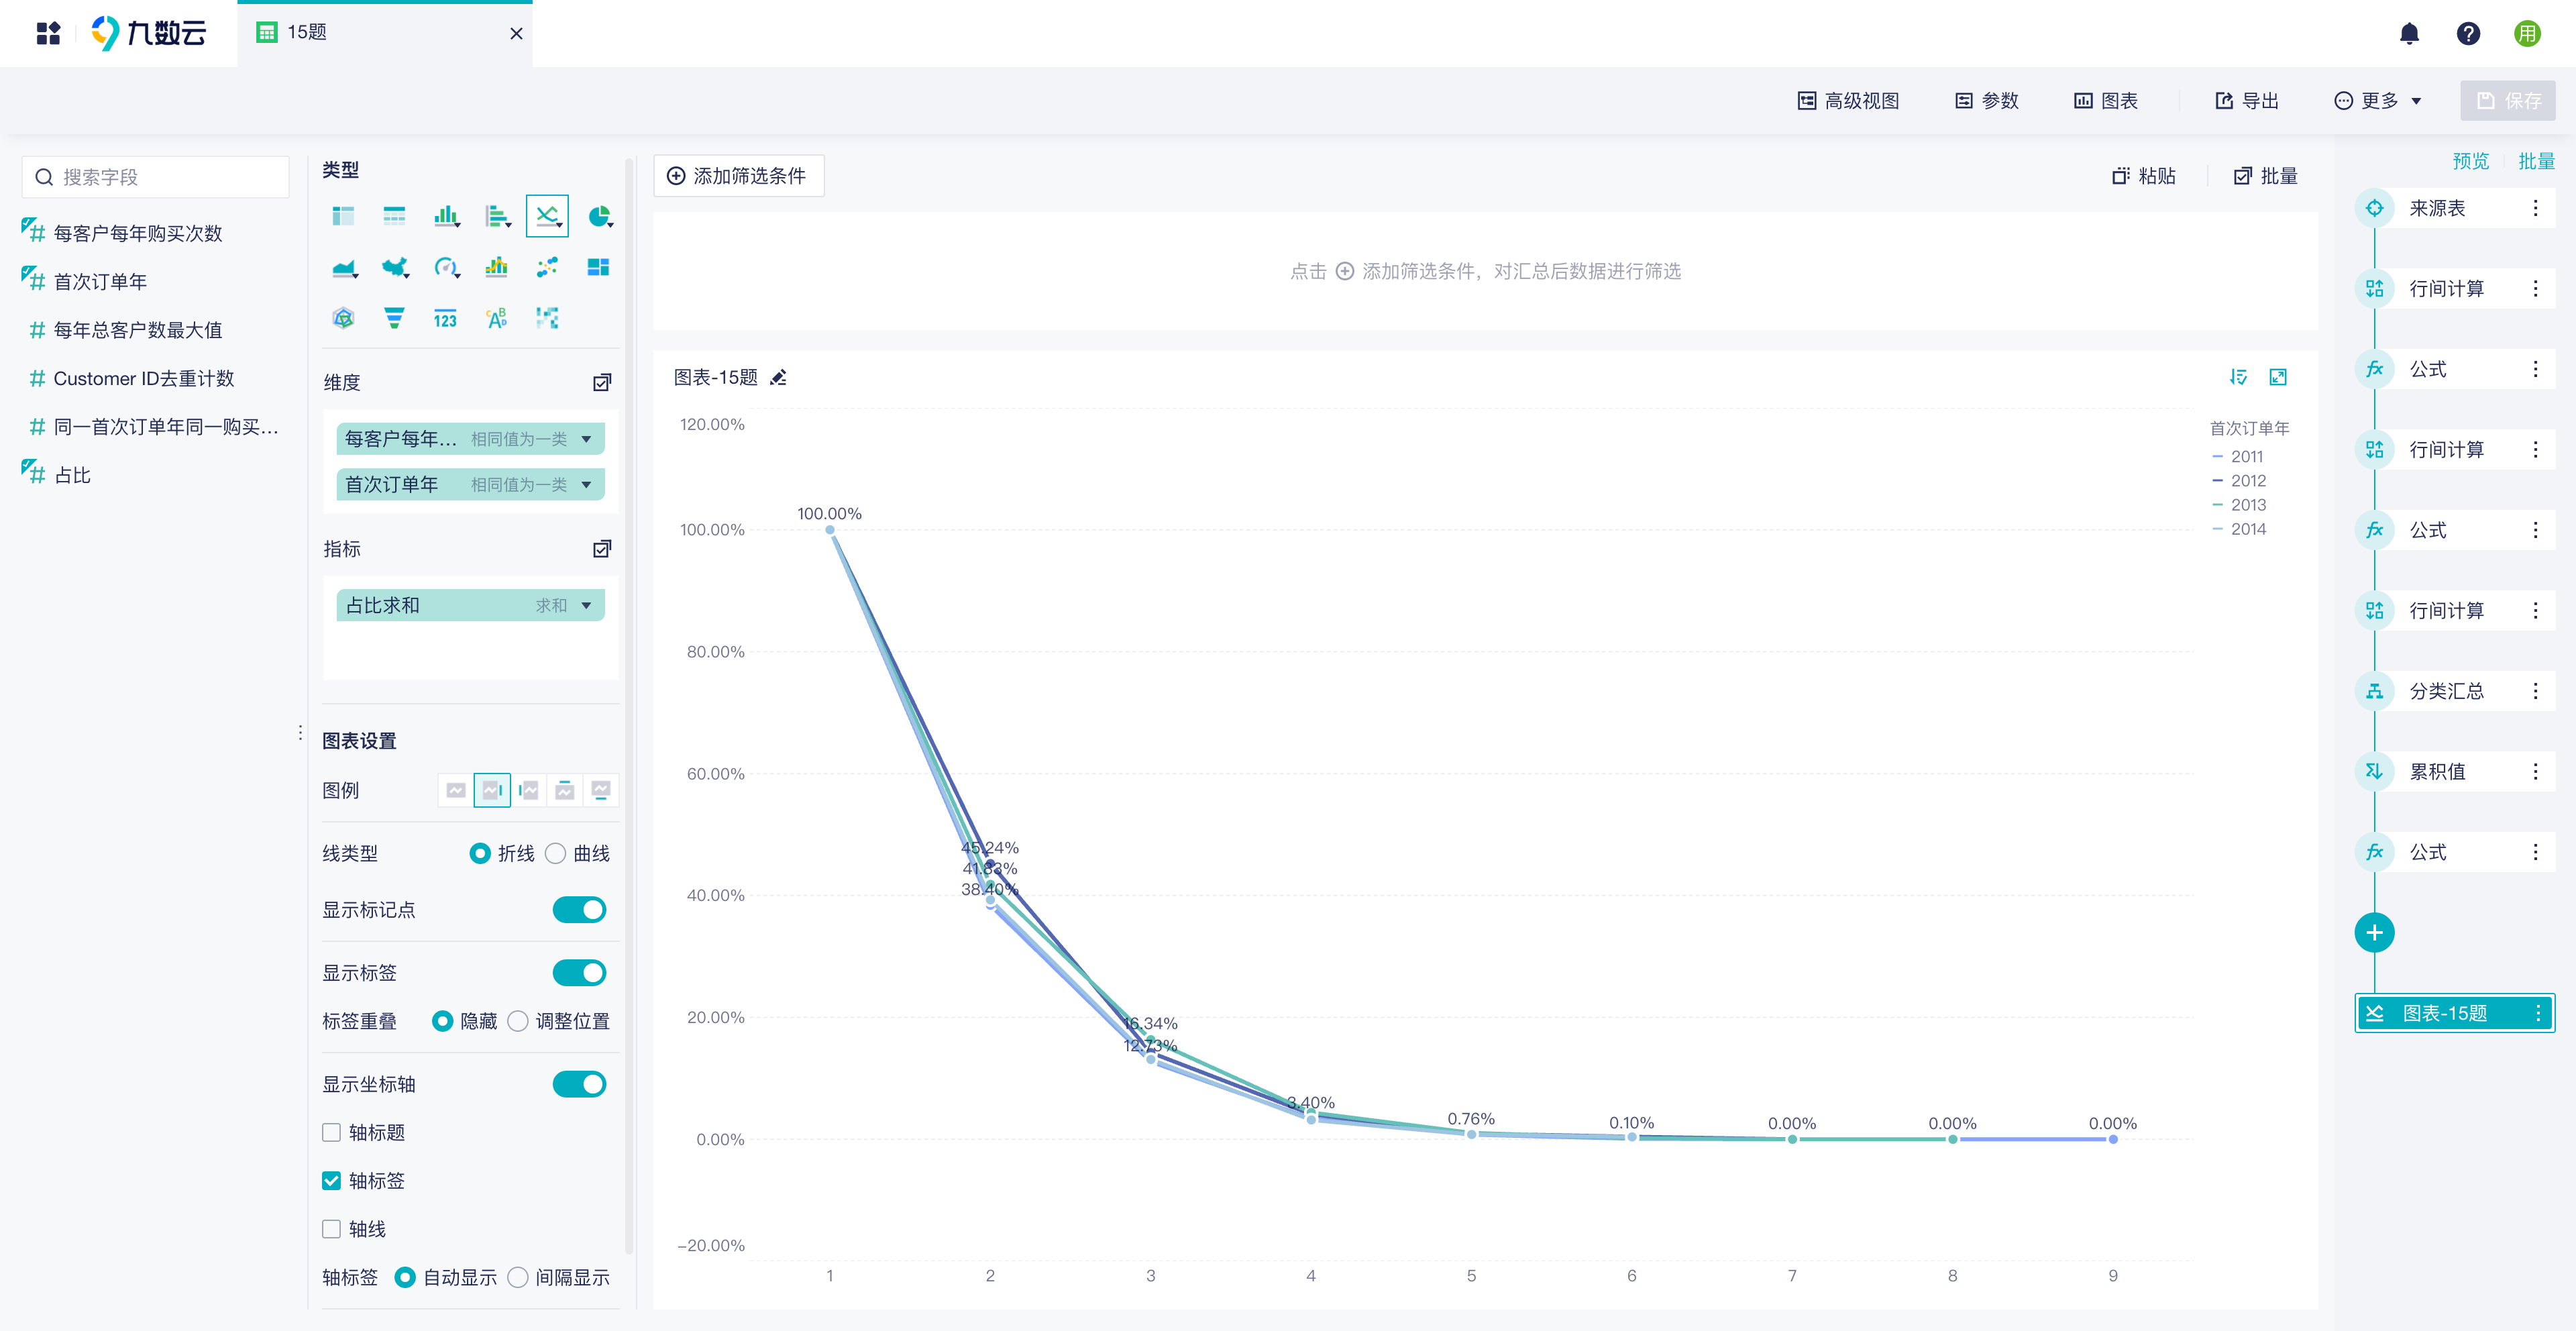 九数云
15题
用
高级视图
参数
图表
导出
更多
保存
搜索字段
每客户每年购买次数
首次订单年
每年总客户数最大值
Customer ID去重计数
同一首次订单年同一购买...
占比
类型
123
维度
每客户每年... 相同值为一类
首次订单年 相同值为一类
指标
占比求和 求和
图表设置
图例
线类型 折线 曲线
显示标记点
显示标签
标签重叠 隐藏 调整位置
显示坐标轴
轴标题
轴标签
轴线
轴标签 自动显示 间隔显示
添加筛选条件
粘贴
批量
点击 添加筛选条件，对汇总后数据进行筛选
图表-15题
首次订单年
2011
2012
2013
2014
120.00%
100.00%
80.00%
60.00%
40.00%
20.00%
0.00%
-20.00%
100.00%
45.24%
41.83%
38.40%
16.34%
12.73%
3.40%
0.76%
0.10%
0.00%
0.00%
0.00%
1 2 3 4 5 6 7 8 9
预览 批量
来源表
行间计算
公式
行间计算
公式
行间计算
分类汇总
累积值
公式
图表-15题